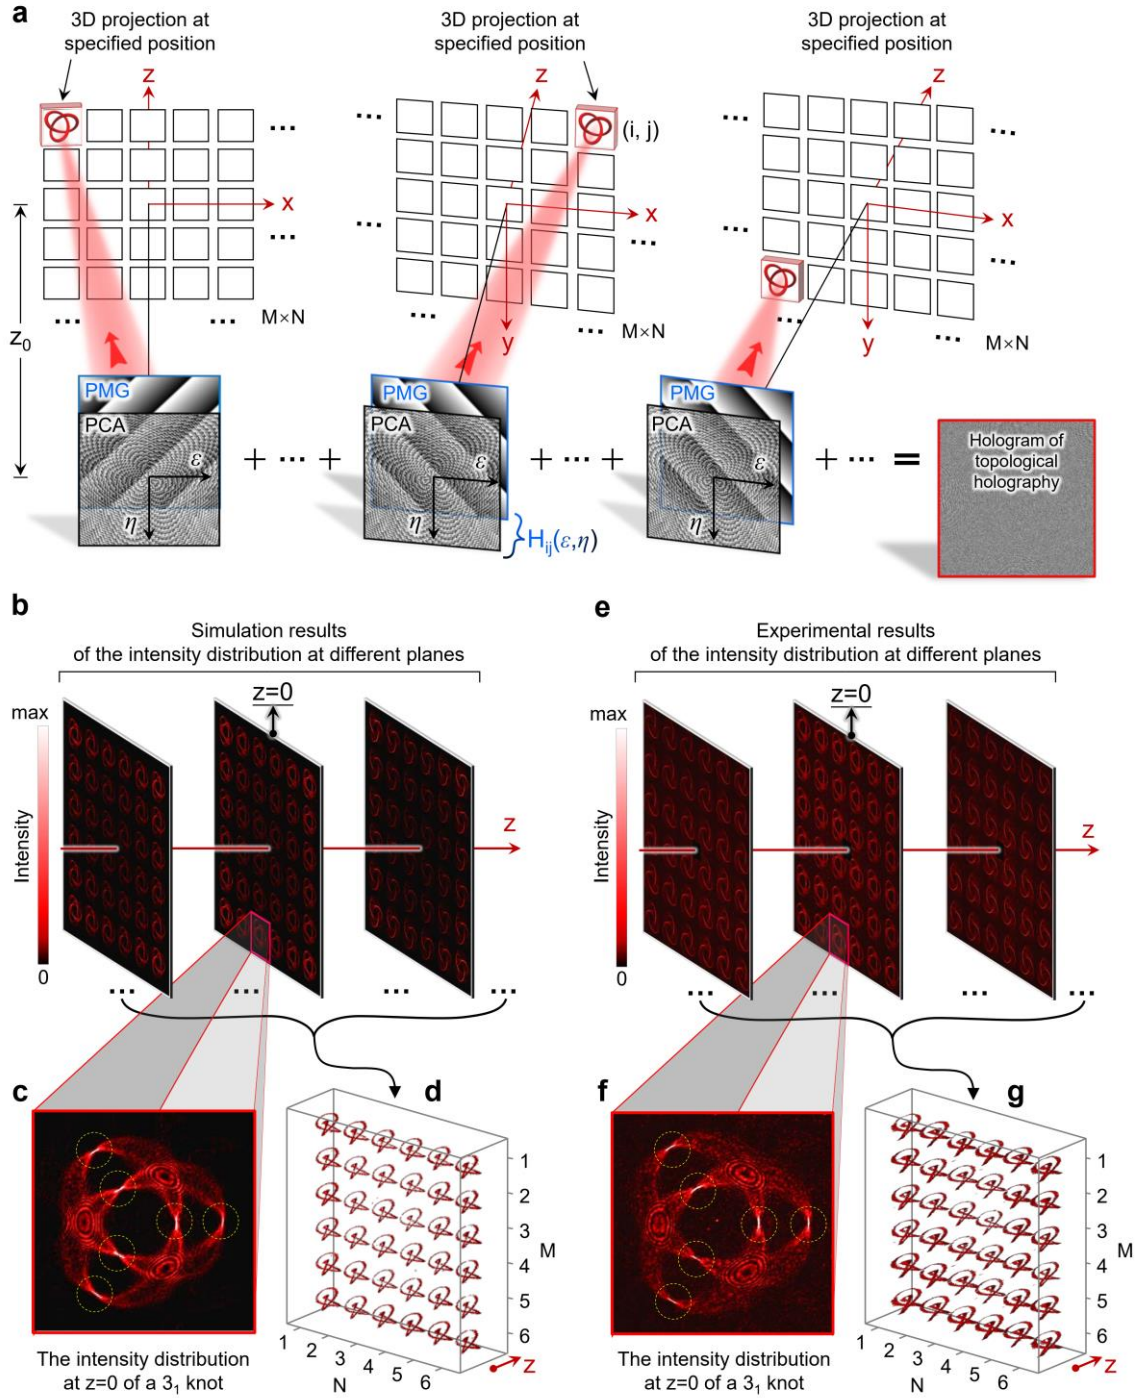 a
3D projection at
specified position
3D projection at
specified position
3D projection at
specified position
z
z
z
(i, j)
...
...
...
...
x
x
x
...
...
...
...
...
M×N
...
...
y
...
M×N
...
y
...
M×N
z₀
PMG
PCA
ε
η
+ ... +
PMG
PCA
ε
η
H_ij(ε,η)
+ ... +
PMG
PCA
ε
η
+ ... =
Hologram of
topological
holography
b
Simulation results
of the intensity distribution at different planes
max
Intensity
0
z=0
z
... ... ... ...
e
Experimental results
of the intensity distribution at different planes
max
Intensity
0
z=0
z
... ... ... ...
c
The intensity distribution
at z=0 of a 3₁ knot
d
1
2
3
4
5
6
M
1 2 3 4 5 6
N
z
f
The intensity distribution
at z=0 of a 3₁ knot
g
1
2
3
4
5
6
M
1 2 3 4 5 6
N
z